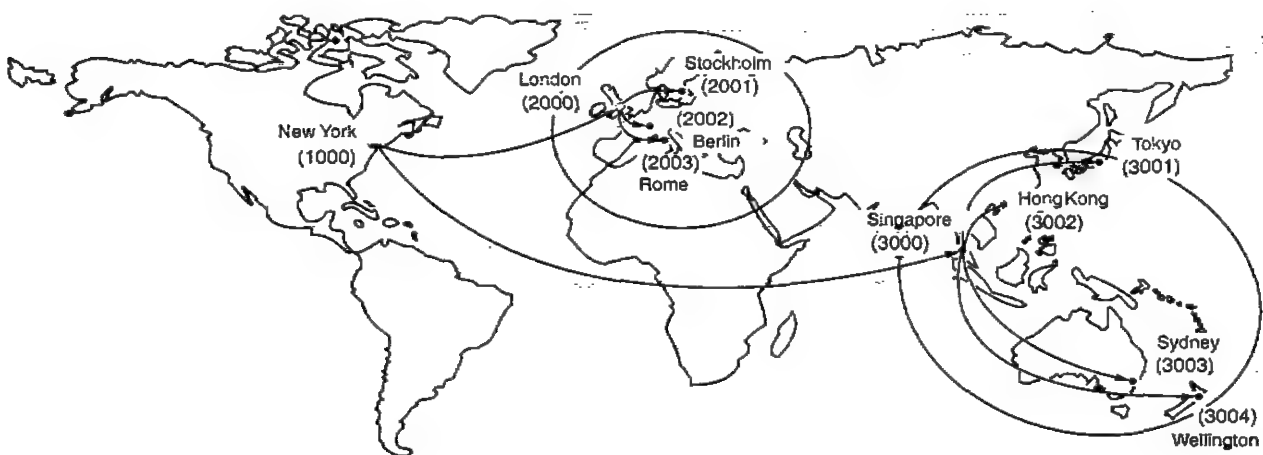 London
(2000)
Stockholm
(2001)
(2002)
Berlin
(2003)
Rome
New York
(1000)
Tokyo
(3001)
Hong Kong
(3002)
Singapore
(3000)
Sydney
(3003)
(3004)
Wellington